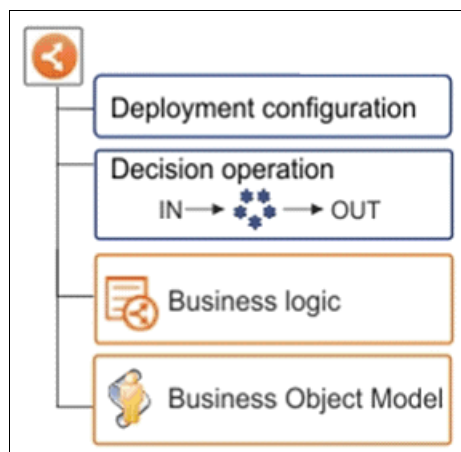 Deployment configuration
Decision operation
IN OUT
Business logic
Business Object Model